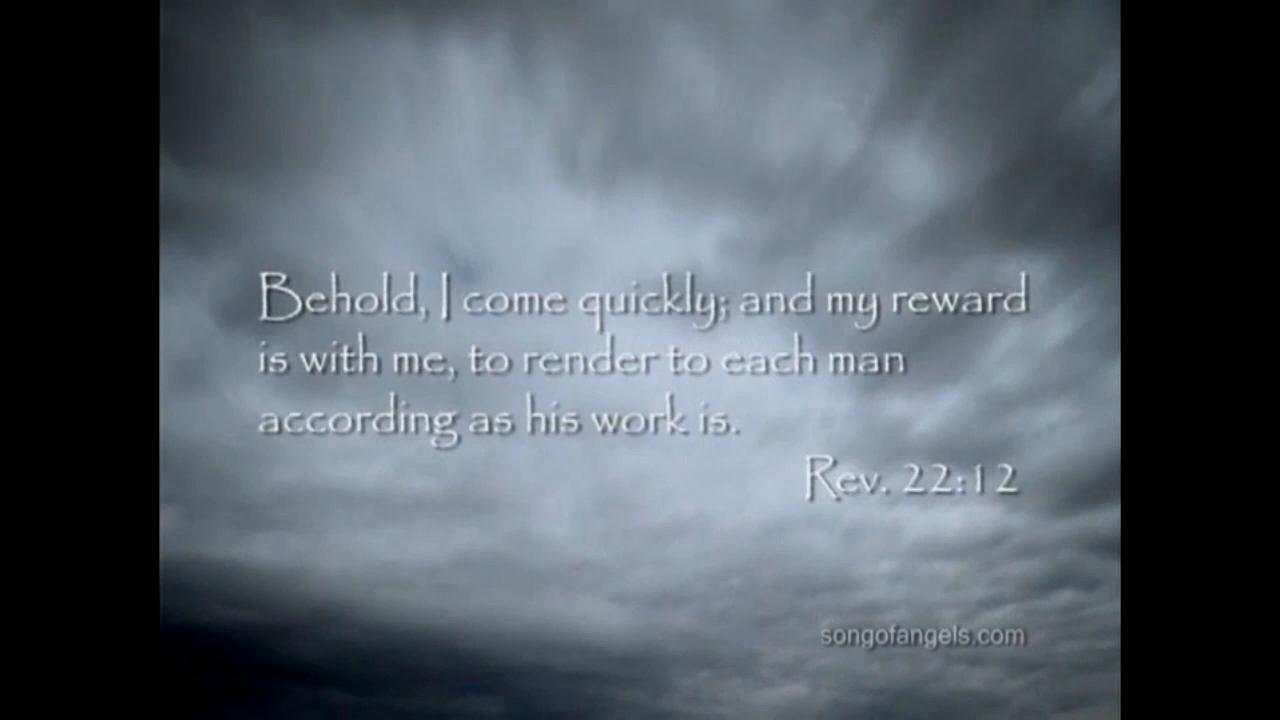 Behold, I come quickly; and my reward
is with me, to render to each man
according as his work is.
Rev. 22:12
songofangels.com